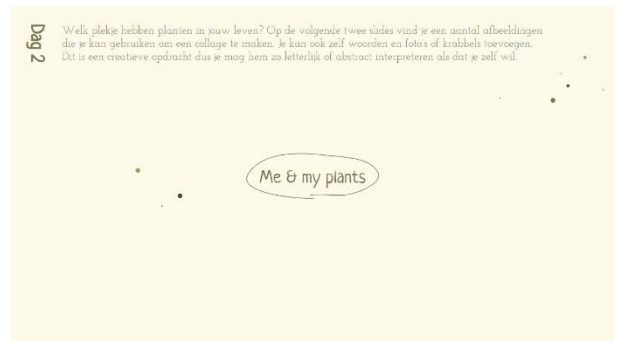 Dag 2
Welk plekje hebben planten in jouw leven? Op de volgende twee slides vind je een aantal afbeeldingen
die je kan gebruiken om een collage te maken. Je kan ook zelf woorden en foto's of krabbels toevoegen.
Dit is een creatieve opdracht dus je mag hem zo letterlijk of abstract interpreteren als dat je zelf wil.
Me & my plants